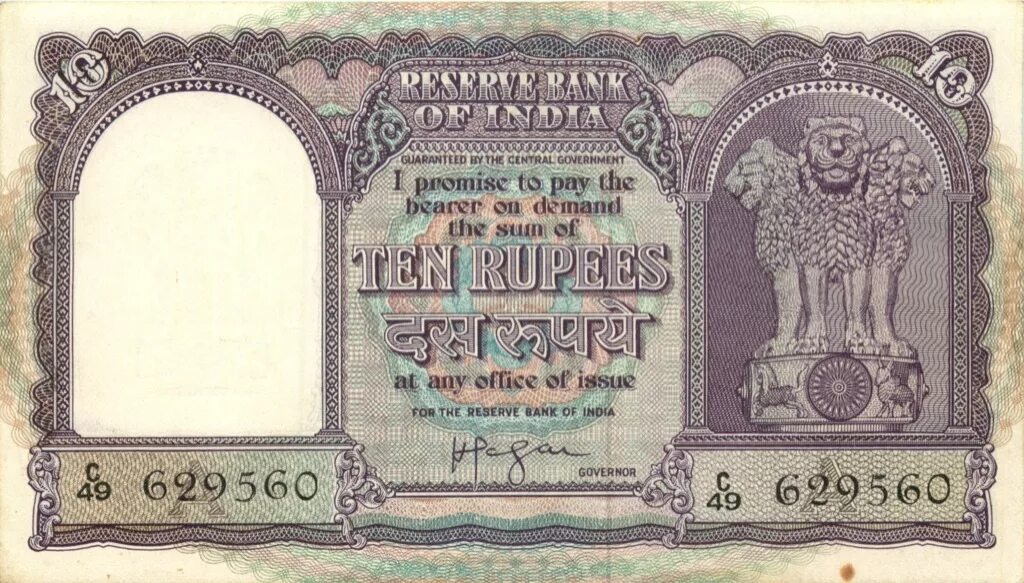 10
10
RESERVE BANK
OF INDIA
GUARANTEED BY THE CENTRAL GOVERNMENT
I promise to pay the
bearer on demand
the sum of
TEN RUPEES
दस रूपये
at any office of issue
FOR THE RESERVE BANK OF INDIA
GOVERNOR
C/49 629560
A
C/49 629560
A